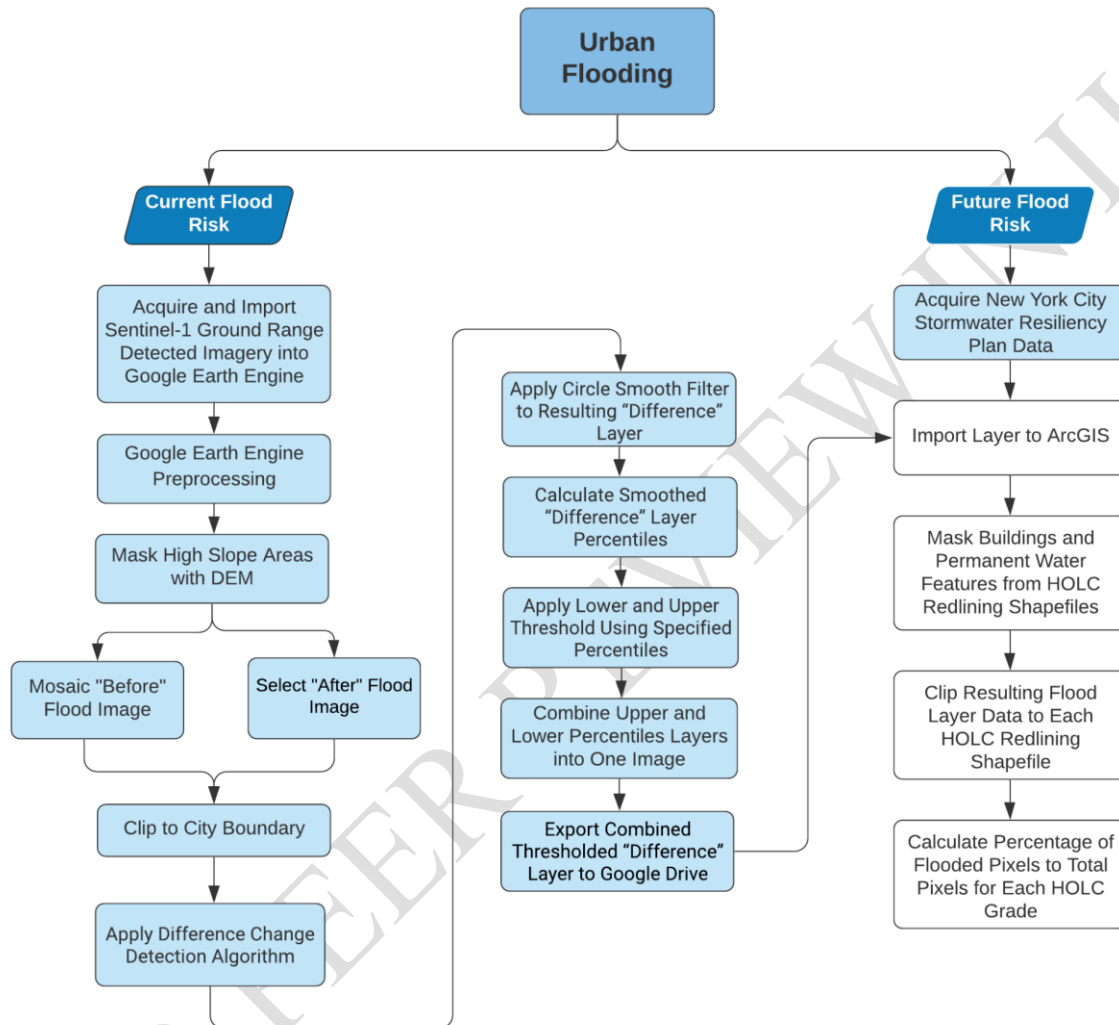 Urban
Flooding
Current Flood
Risk
Acquire and Import
Sentinel-1 Ground Range
Detected Imagery into
Google Earth Engine
Google Earth Engine
Preprocessing
Mask High Slope Areas
with DEM
Mosaic "Before"
Flood Image
Select "After" Flood
Image
Clip to City Boundary
Apply Difference Change
Detection Algorithm
Apply Circle Smooth Filter
to Resulting “Difference”
Layer
Calculate Smoothed
“Difference” Layer
Percentiles
Apply Lower and Upper
Threshold Using Specified
Percentiles
Combine Upper and
Lower Percentiles Layers
into One Image
Export Combined
Thresholded “Difference”
Layer to Google Drive
Future Flood
Risk
Acquire New York City
Stormwater Resiliency
Plan Data
Import Layer to ArcGIS
Mask Buildings and
Permanent Water
Features from HOLC
Redlining Shapefiles
Clip Resulting Flood
Layer Data to Each
HOLC Redlining
Shapefile
Calculate Percentage of
Flooded Pixels to Total
Pixels for Each HOLC
Grade